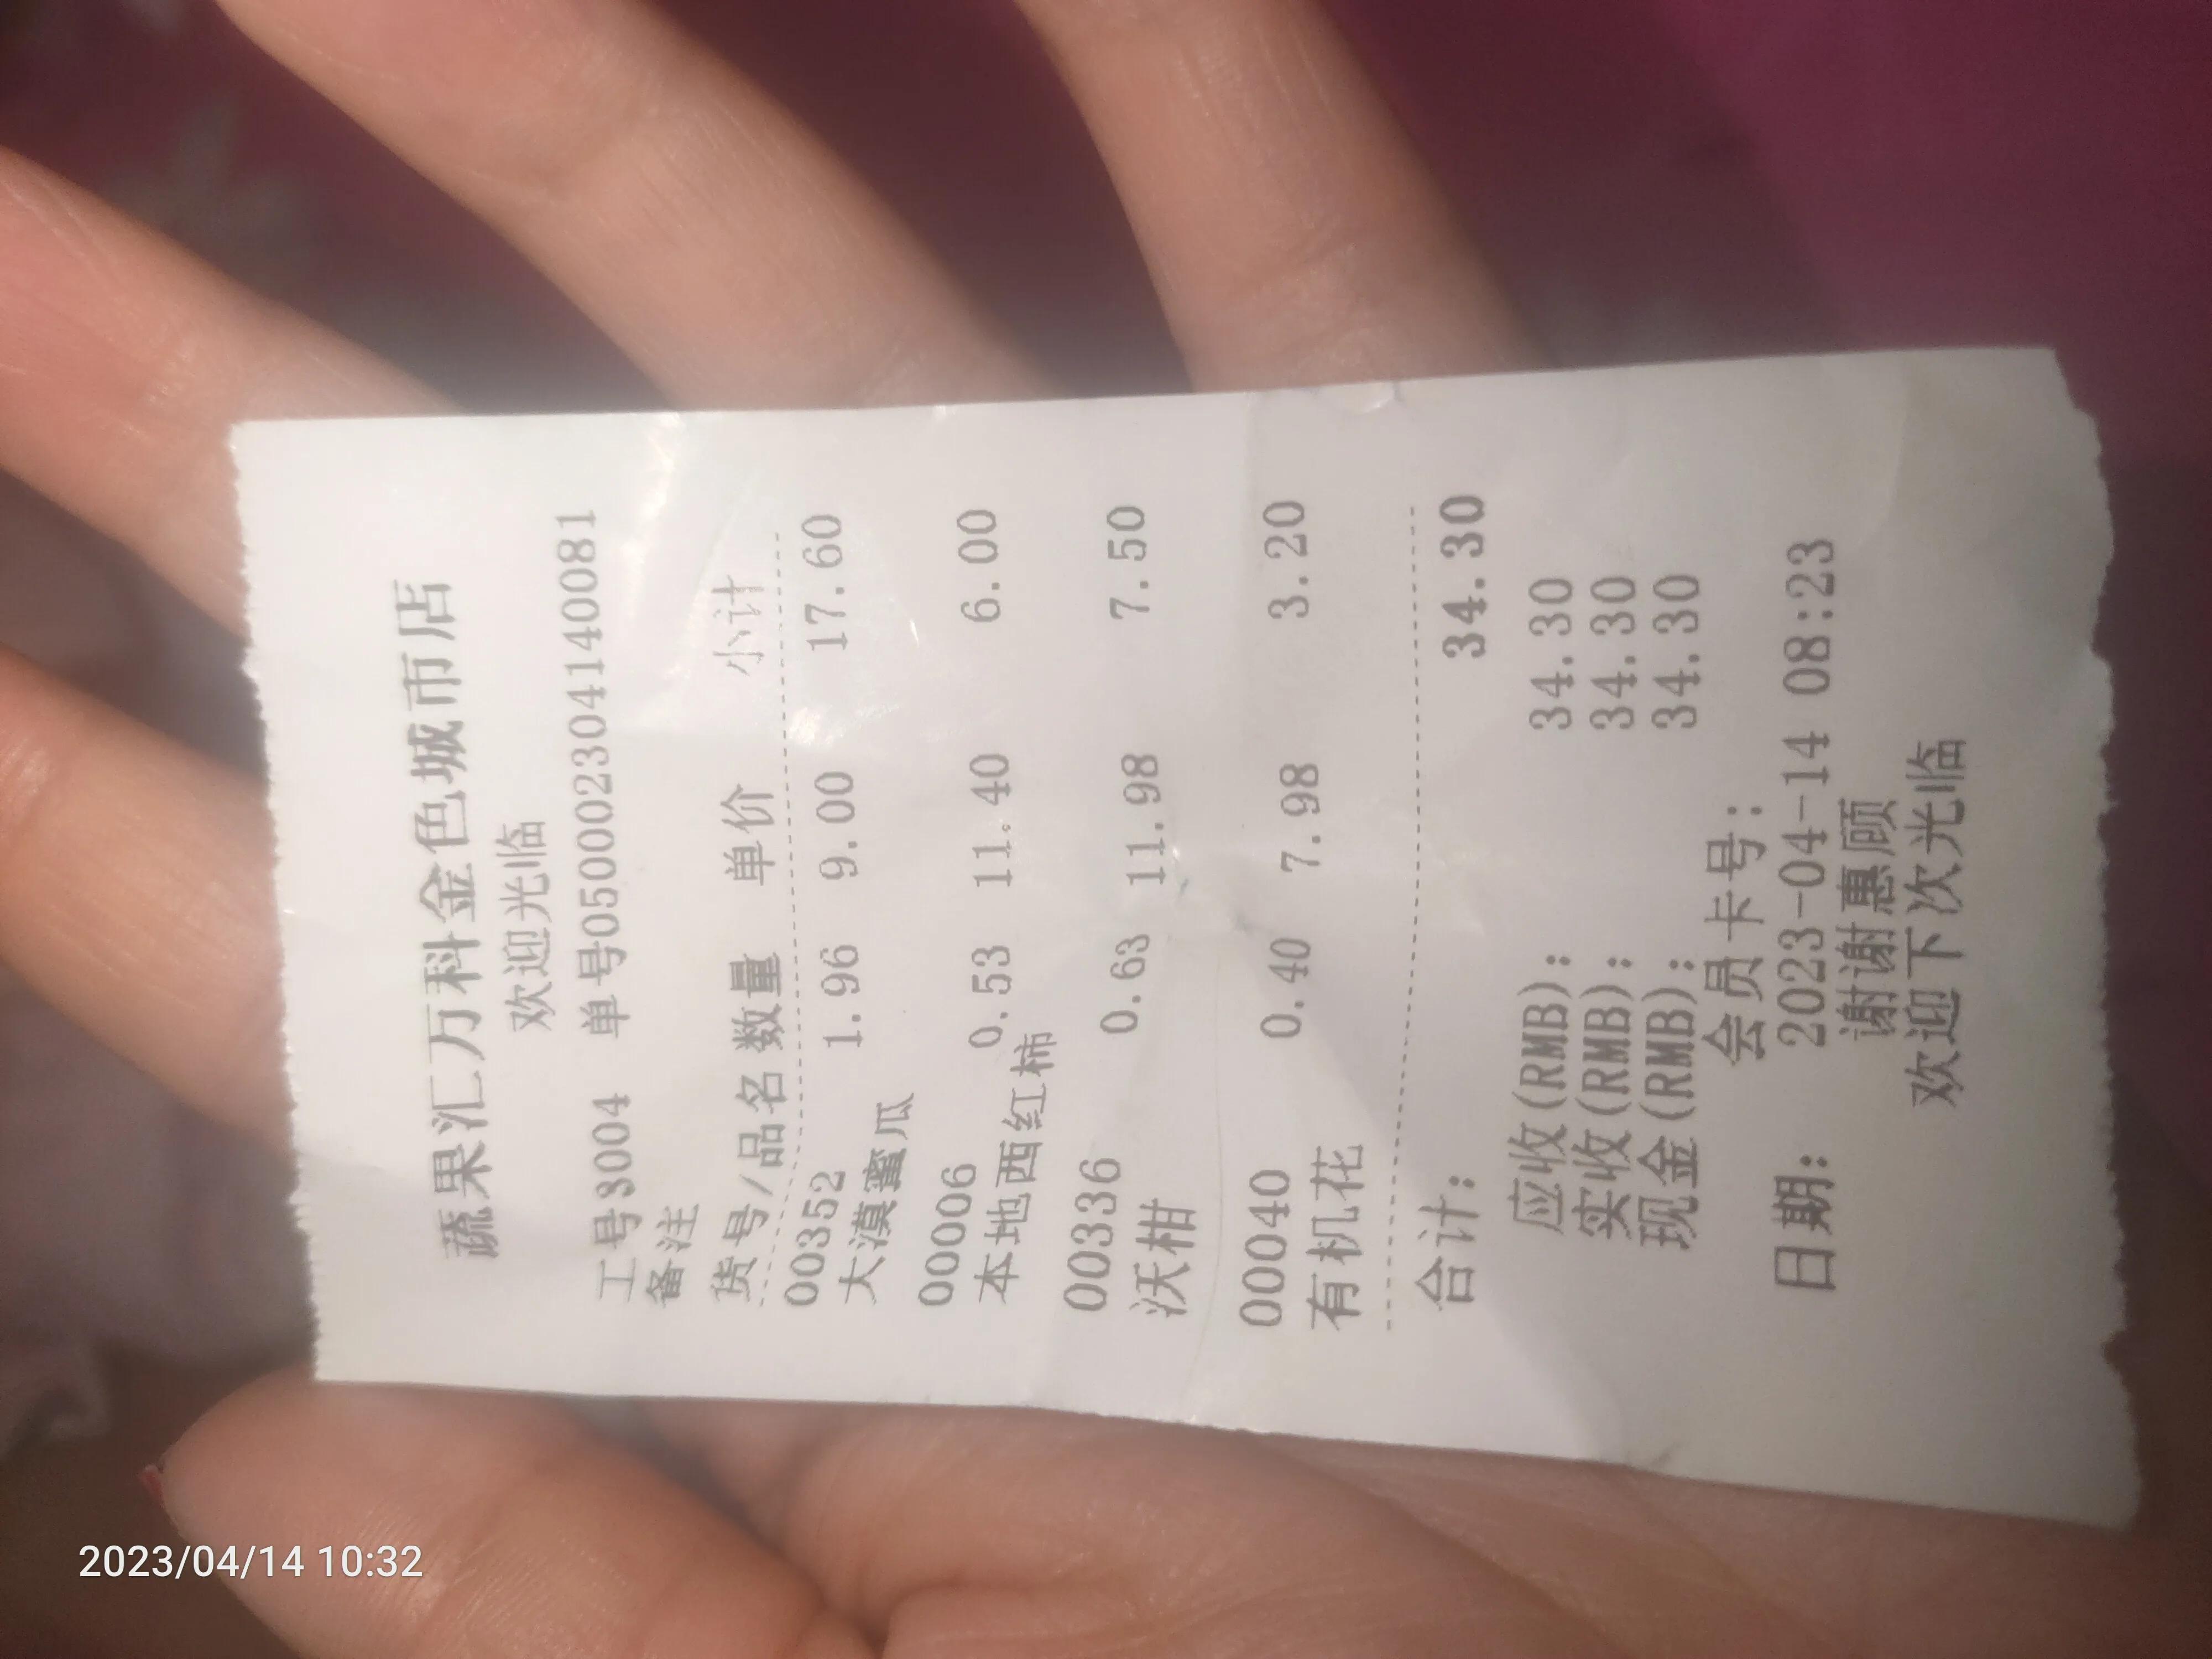 蔬果汇万科金色城市店
欢迎光临
工号3004 单号05000230414140081
备注
货号/品名 数量 单价 小计
00352 1.96 9.00 17.60
大漠蜜瓜
00006 0.53 11.40 6.00
本地西红柿
00336 0.63 11.98 7.50
沃柑
00040 0.40 7.98 3.20
有机花
合计: 34.30
应收(RMB): 34.30
实收(RMB): 34.30
现金(RMB): 34.30
会员卡号:
日期: 2023-04-14 08:23
谢谢惠顾
欢迎下次光临
2023/04/14 10:32